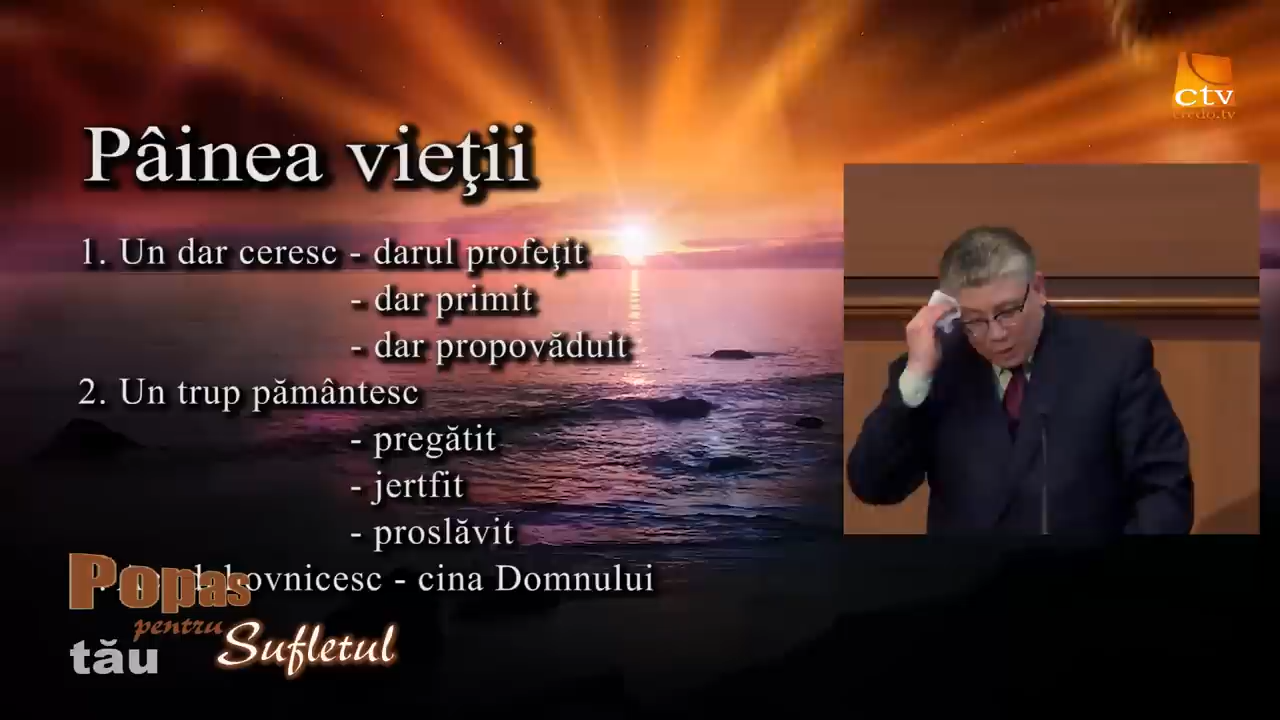 ctv
credo.tv
Pâinea vieţii
1. Un dar ceresc - darul profeţit
- dar primit
- dar propovăduit
2. Un trup pământesc
- pregătit
- jertfit
- proslăvit
- cina Domnului
Popas
pentru
Sufletul
tău